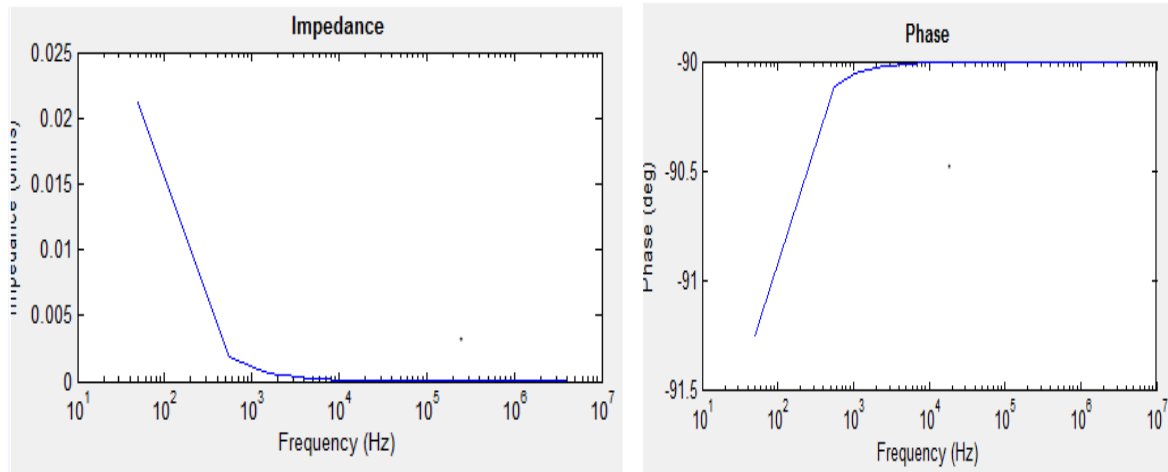 Impedance
0.025
0.02
0.015
0.01
0.005
0
Impedance (ohms)
10^1 10^2 10^3 10^4 10^5 10^6 10^7
Frequency (Hz)
Phase
-90
-90.5
-91
-91.5
Phase (deg)
10^1 10^2 10^3 10^4 10^5 10^6 10^7
Frequency (Hz)